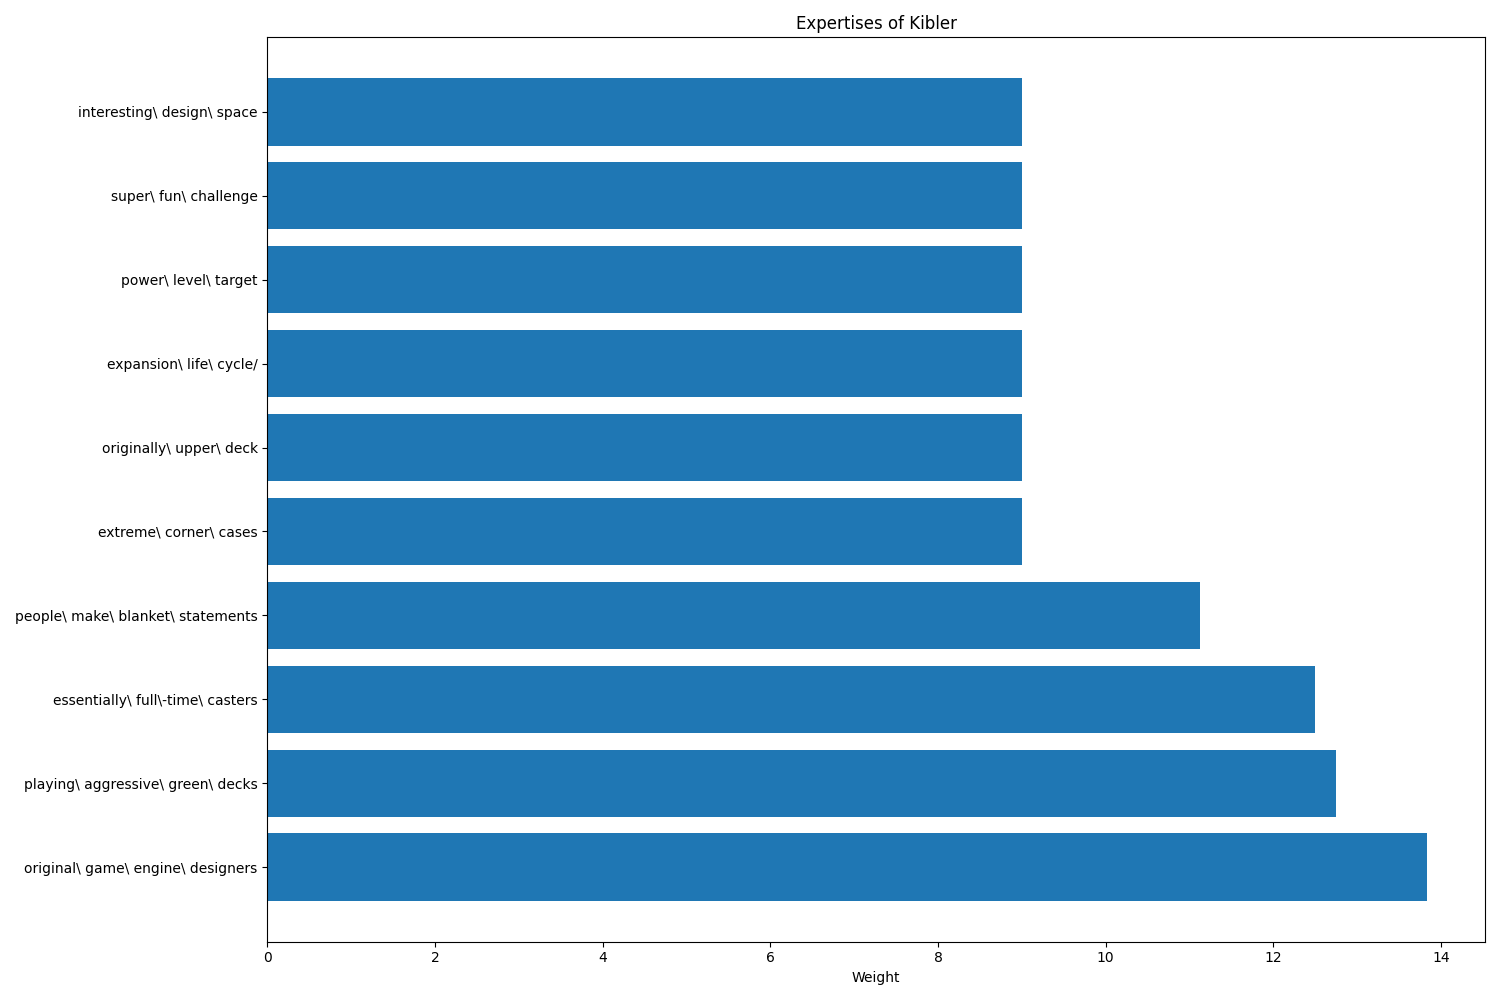 Expertises of Kibler
interesting\ design\ space
super\ fun\ challenge
power\ level\ target
expansion\ life\ cycle/
originally\ upper\ deck
extreme\ corner\ cases
people\ make\ blanket\ statements
essentially\ full\-time\ casters
playing\ aggressive\ green\ decks
original\ game\ engine\ designers
0 2 4 6 8 10 12 14
Weight